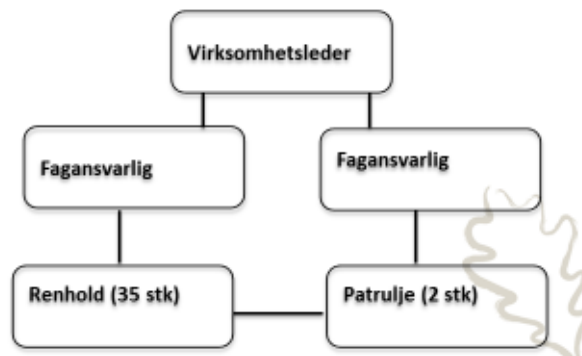 Virksomhetsleder
Fagansvarlig
Fagansvarlig
Renhold (35 stk)
Patrulje (2 stk)